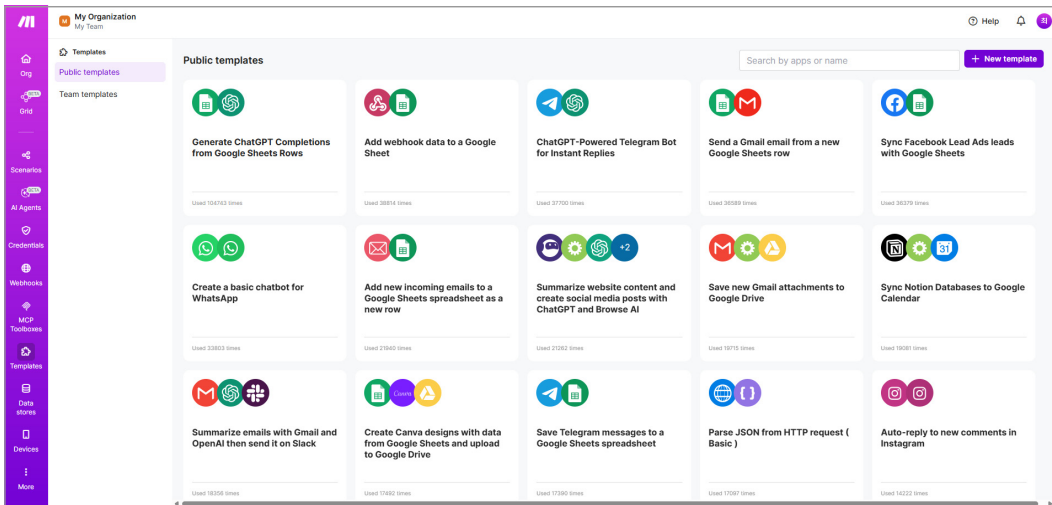 My Organization
My Team
Help
최
Org
BETA
Grid
Scenarios
BETA
AI Agents
Credentials
Webhooks
MCP
Toolboxes
Templates
Data
stores
Devices
More
Templates
Public templates
Team templates
Public templates
Search by apps or name
+ New template
Generate ChatGPT Completions
from Google Sheets Rows
Used 104743 times
Add webhook data to a Google
Sheet
Used 38814 times
ChatGPT-Powered Telegram Bot
for Instant Replies
Used 37700 times
Send a Gmail email from a new
Google Sheets row
Used 36589 times
Sync Facebook Lead Ads leads
with Google Sheets
Used 36379 times
Create a basic chatbot for
WhatsApp
Used 33803 times
Add new incoming emails to a
Google Sheets spreadsheet as a
new row
Used 21940 times
+2
Summarize website content and
create social media posts with
ChatGPT and Browse AI
Used 21262 times
Save new Gmail attachments to
Google Drive
Used 19715 times
31
Sync Notion Databases to Google
Calendar
Used 19081 times
Summarize emails with Gmail and
OpenAI then send it on Slack
Used 18356 times
Canva
Create Canva designs with data
from Google Sheets and upload
to Google Drive
Used 17492 times
Save Telegram messages to a
Google Sheets spreadsheet
Used 17390 times
Parse JSON from HTTP request (
Basic )
Used 17097 times
Auto-reply to new comments in
Instagram
Used 14222 times